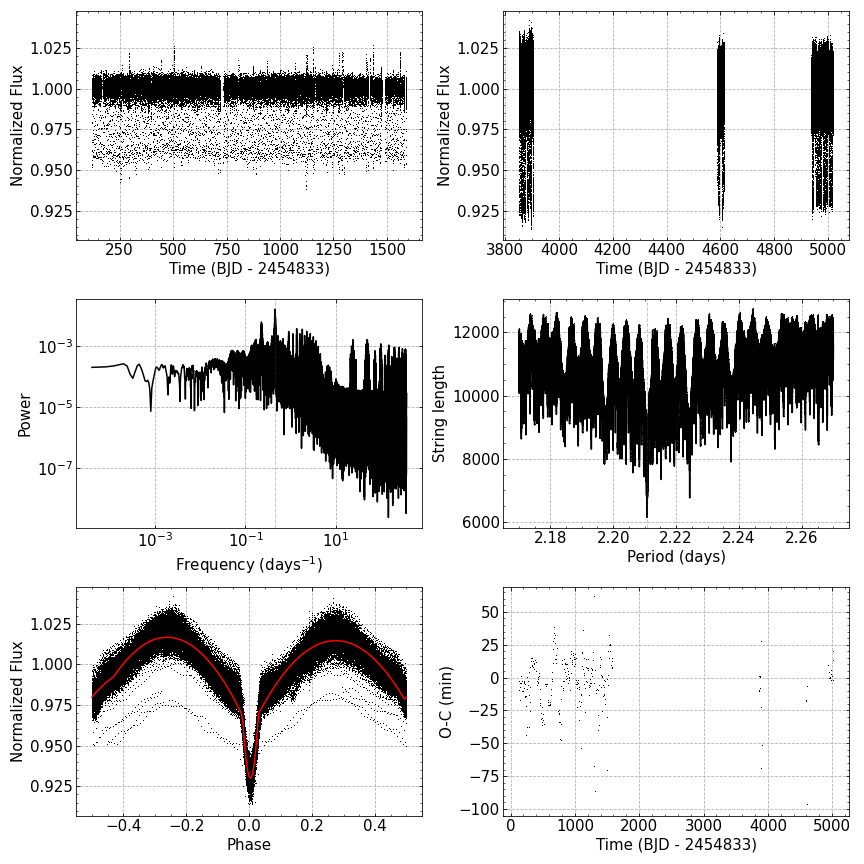 1.025
1.000
0.975
0.950
0.925
Normalized Flux
250 500 750 1000 1250 1500
Time (BJD - 2454833)
1.025
1.000
0.975
0.950
0.925
Normalized Flux
3800 4000 4200 4400 4600 4800 5000
Time (BJD - 2454833)
10⁻³
10⁻⁵
10⁻⁷
Power
10⁻³ 10⁻¹ 10¹
Frequency (days⁻¹)
12000
10000
8000
6000
String length
2.18 2.20 2.22 2.24 2.26
Period (days)
1.025
1.000
0.975
0.950
0.925
Normalized Flux
−0.4 −0.2 0.0 0.2 0.4
Phase
50
25
0
−25
−50
−75
−100
O-C (min)
0 1000 2000 3000 4000 5000
Time (BJD - 2454833)